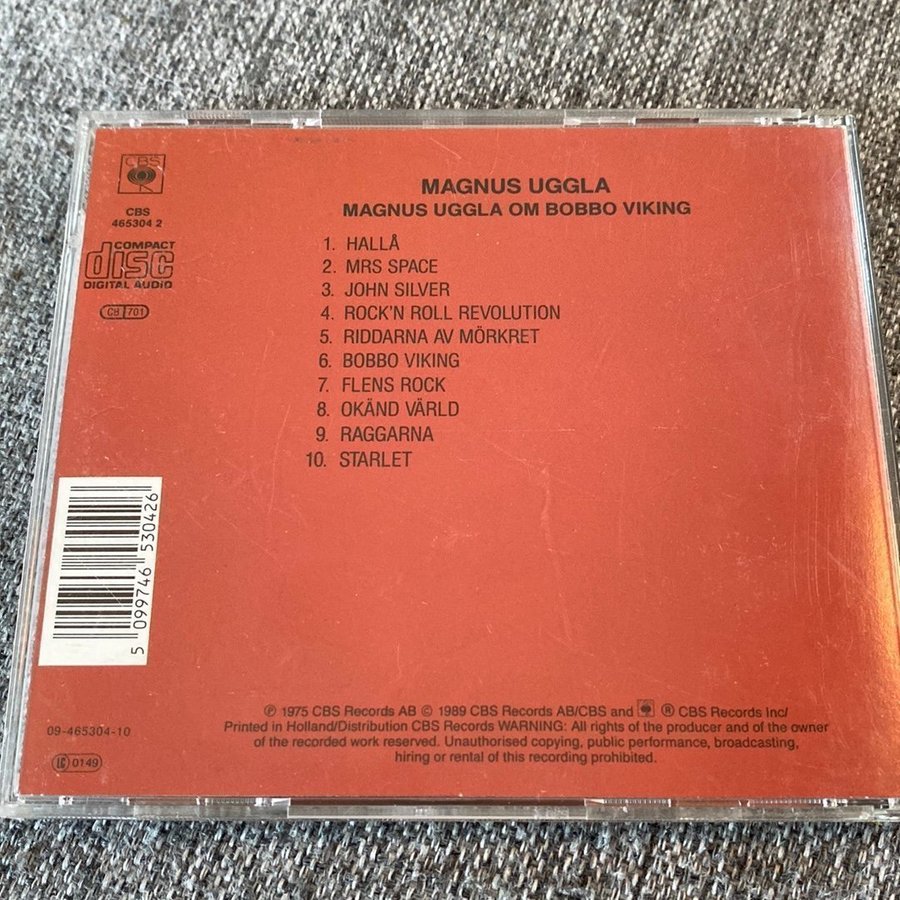 CBS
CBS
465304 2
COMPACT
disc
DIGITAL AUDIO
CB 701
MAGNUS UGGLA
MAGNUS UGGLA OM BOBBO VIKING
1. HALLÅ
2. MRS SPACE
3. JOHN SILVER
4. ROCK'N ROLL REVOLUTION
5. RIDDARNA AV MÖRKRET
6. BOBBO VIKING
7. FLENS ROCK
8. OKÄND VÄRLD
9. RAGGARNA
10. STARLET
5 099746 530426
℗ 1975 CBS Records AB © 1989 CBS Records AB/CBS and ® CBS Records Inc/
Printed in Holland/Distribution CBS Records WARNING: All rights of the producer and of the owner
of the recorded work reserved. Unauthorised copying, public performance, broadcasting,
hiring or rental of this recording prohibited.
09-465304-10
LC 0149